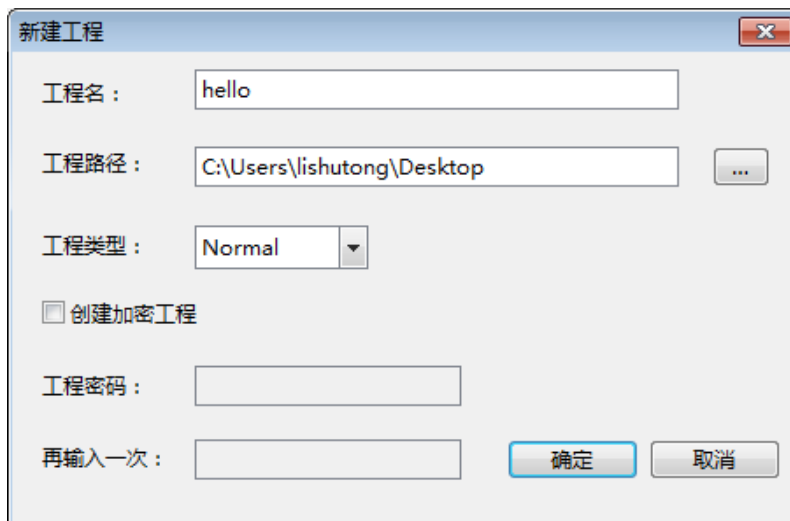 新建工程
工程名：
hello
工程路径：
C:\Users\lishutong\Desktop
...
工程类型：
Normal
创建加密工程
工程密码：
再输入一次：
确定
取消